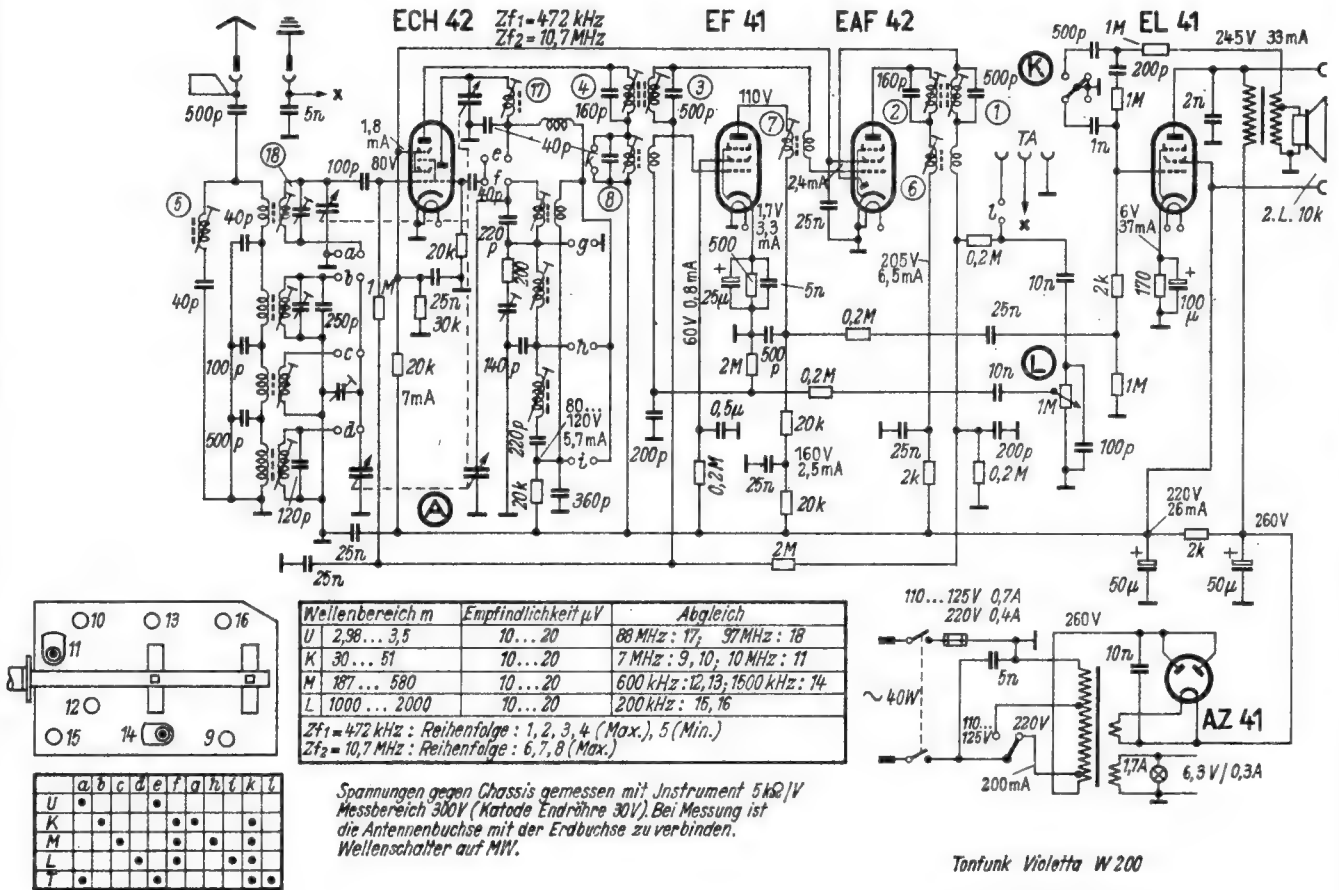 ECH 42
Zf1=472 kHz
Zf2=10,7 MHz
EF 41
EAF 42
EL 41
500p
5n
x
1,8
mA
80V
17
4
160p
3
500p
110V
7
160p
2
500p
1
K
500p
1M
200p
1M
1n
245V 33mA
2n
2.L. 10k
18
100p
40p
5
40p
40p
e
f
40p
k
8
2,4mA
25n
6
TA
l
x
6V
37mA
170
100
μ
a
b
250p
c
100p
d
500p
120p
20k
1M
25n
30k
20k
7mA
A
220
p
200
g
140p
h
220p
80...
120V
5,7mA
i
20k
360p
60V 0,8mA
500
1,7V
3,3
mA
25μ
5n
500
p
2M
0,2M
200p
0,5μ
0,2M
20k
160V
2,5mA
25n
20k
205V
6,5mA
0,2M
25n
10n
25n
2k
200p
0,2M
10n
2k
L
1M
1M
100p
25n
25n
2M
220V
26mA
2k
260V
50μ
50μ
10
13
16
11
12
15
14
9
Wellenbereich m Empfindlichkeit μV Abgleich
U 2,98... 3,5 10...20 88 MHz : 17; 97MHz : 18
K 30... 51 10...20 7 MHz : 9, 10; 10 MHz : 11
M 187... 580 10...20 600 kHz :12,13; 1500 kHz : 14
L 1000... 2000 10...20 200 kHz : 15, 16
Zf1=472 kHz : Reihenfolge : 1, 2, 3, 4 (Max.), 5 (Min.)
Zf2=10,7 MHz : Reihenfolge : 6, 7, 8 (Max.)
110...125V 0,7A
220V 0,4A
5n
~40W
110...
125V
220V
200mA
260V
10n
AZ 41
1,7A
6,3V/0,3A
a b c d e f g h i k l
U
K
M
L
T
Spannungen gegen Chassis gemessen mit Jnstrument 5kΩ/V
Messbereich 300V (Katode Endröhre 30V). Bei Messung ist
die Antennenbuchse mit der Erdbuchse zu verbinden.
Wellenschalter auf MW.
Tonfunk Violetta W 200